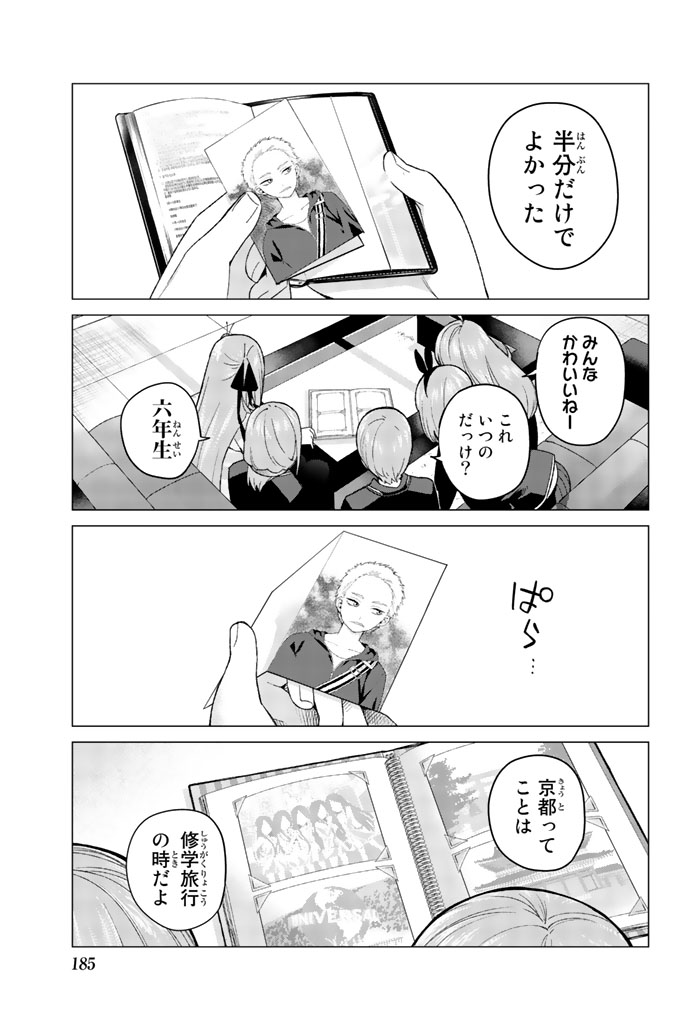 半分だけで
よかった
みんな
かわいいねー
これ
いつの
だっけ？
六年生
ぱら…
京都って
ことは
修学旅行
の時だよ
UNIVERSAL
185